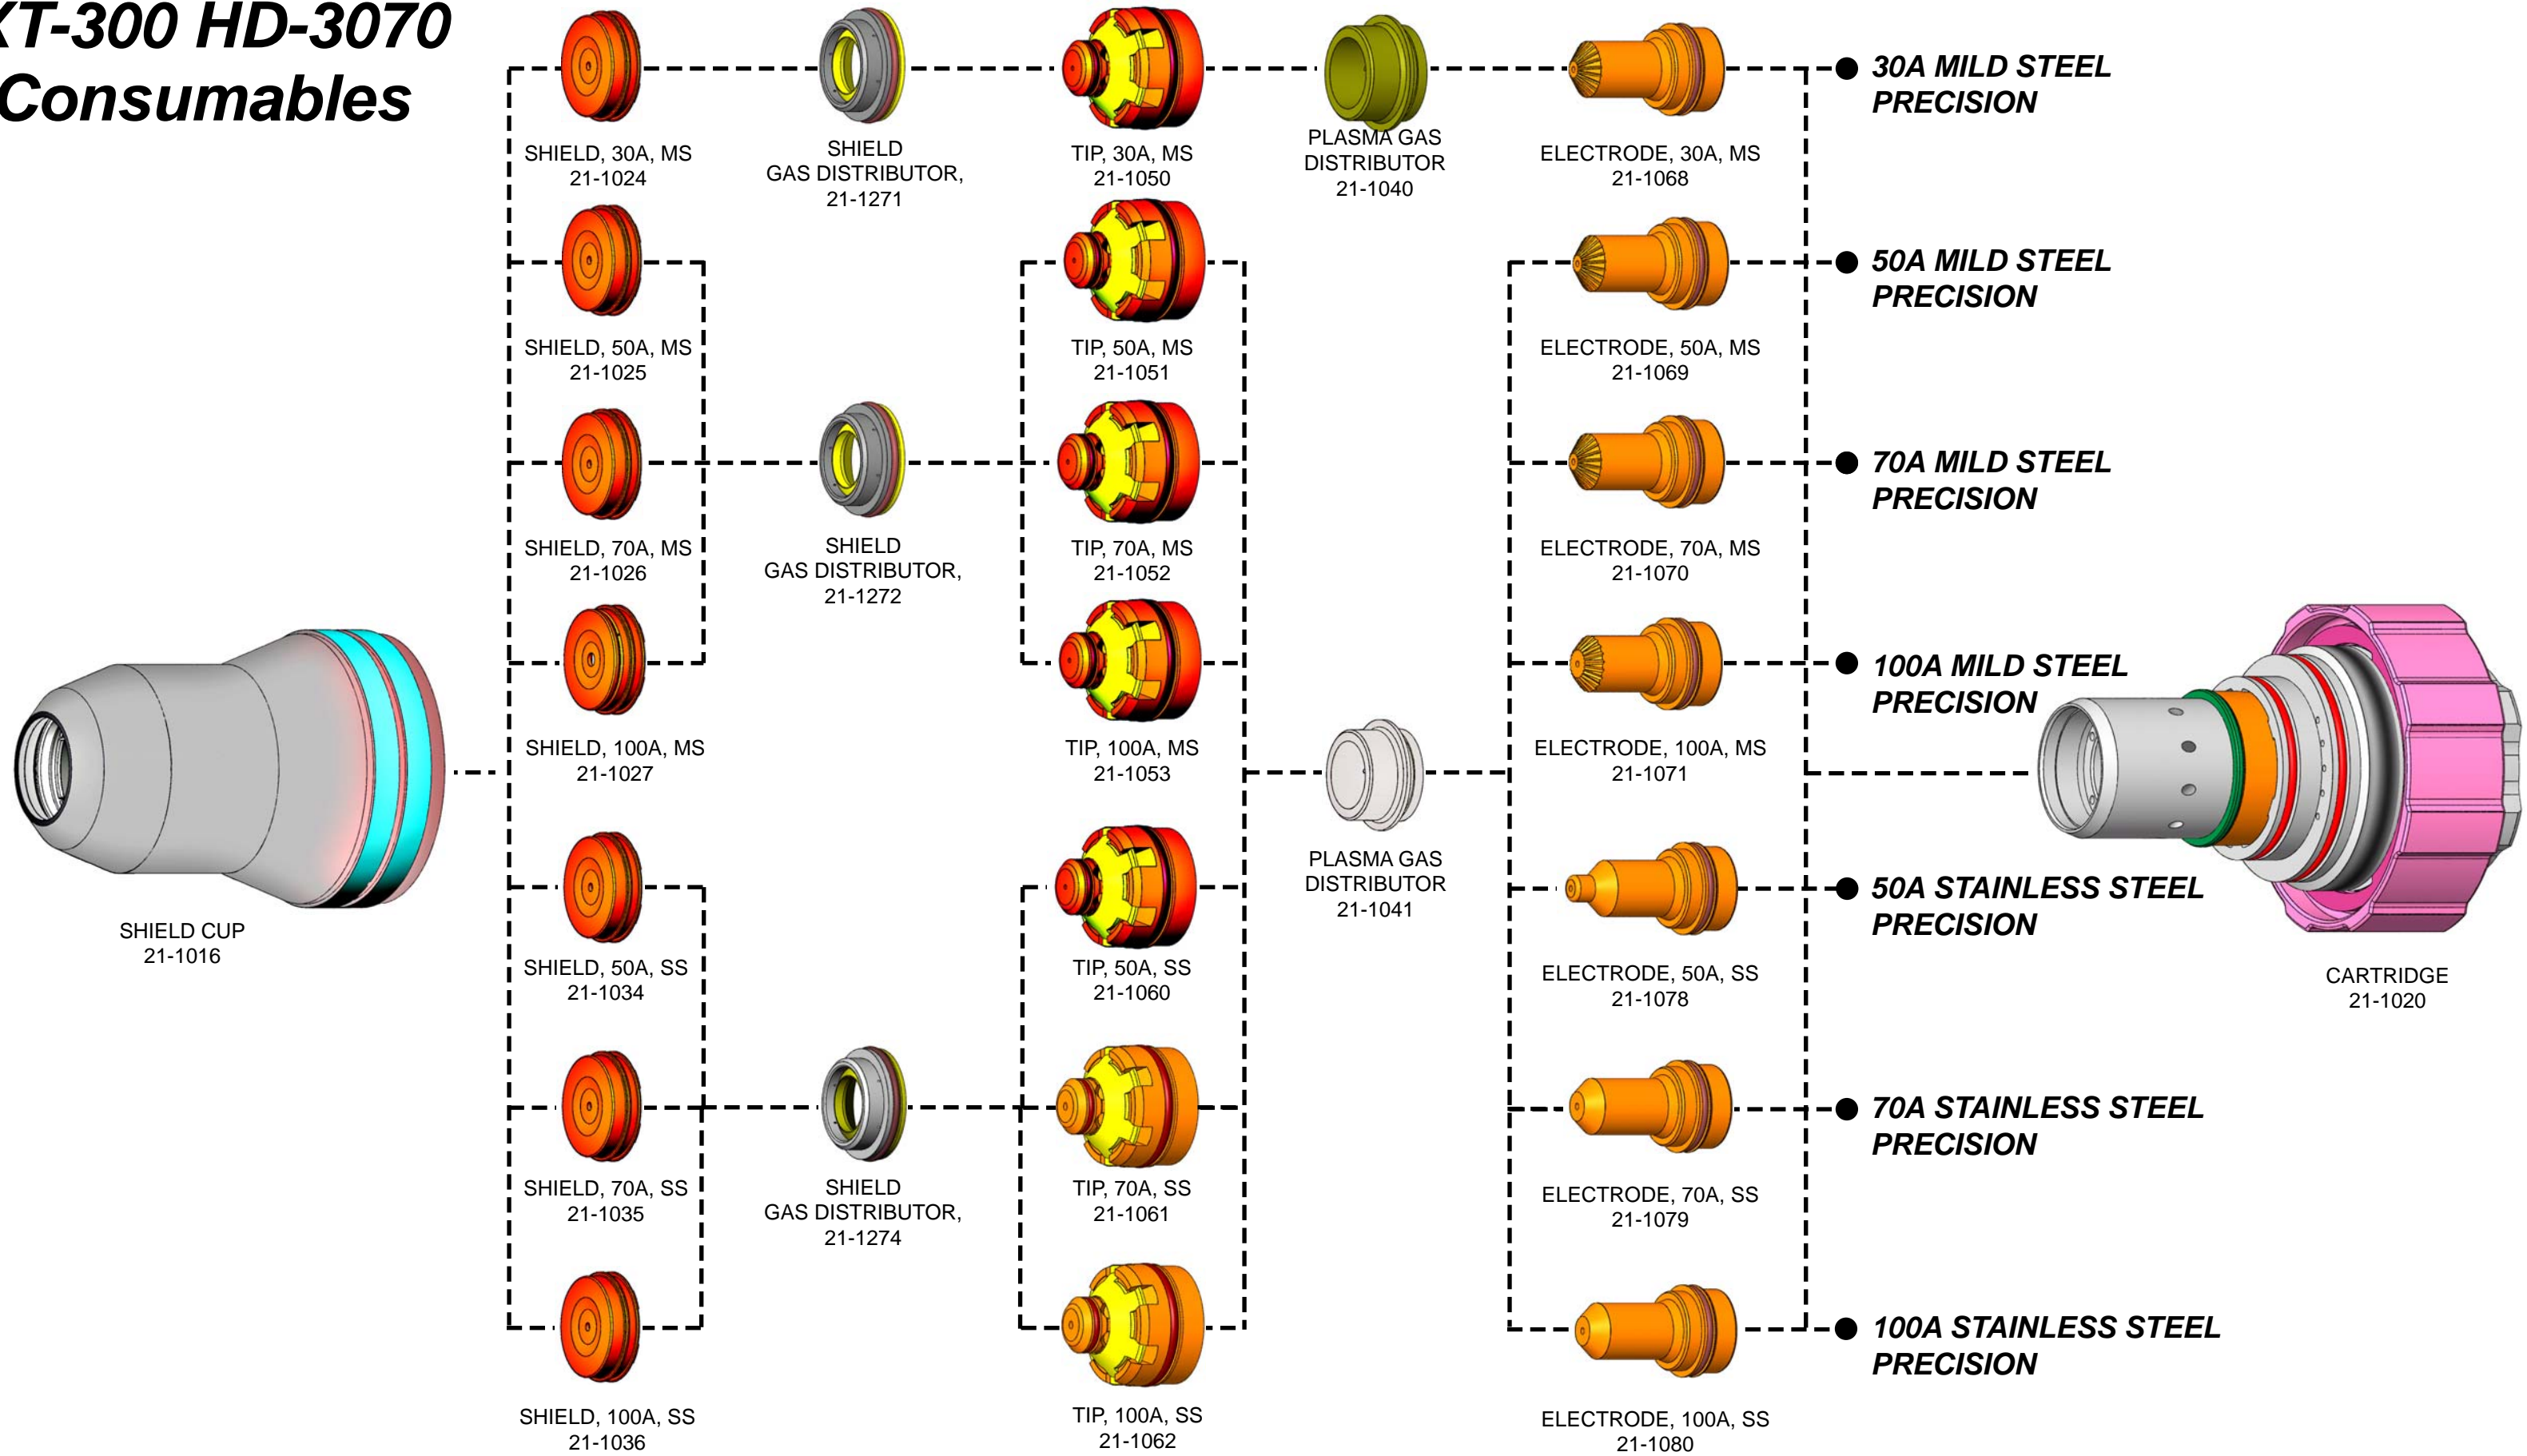 XT-300 HD-3070
Consumables
SHIELD, 30A, MS
21-1024
SHIELD
GAS DISTRIBUTOR,
21-1271
TIP, 30A, MS
21-1050
PLASMA GAS
DISTRIBUTOR
21-1040
ELECTRODE, 30A, MS
21-1068
30A MILD STEEL
PRECISION
SHIELD, 50A, MS
21-1025
TIP, 50A, MS
21-1051
ELECTRODE, 50A, MS
21-1069
50A MILD STEEL
PRECISION
SHIELD, 70A, MS
21-1026
SHIELD
GAS DISTRIBUTOR,
21-1272
TIP, 70A, MS
21-1052
ELECTRODE, 70A, MS
21-1070
70A MILD STEEL
PRECISION
SHIELD, 100A, MS
21-1027
TIP, 100A, MS
21-1053
ELECTRODE, 100A, MS
21-1071
100A MILD STEEL
PRECISION
SHIELD CUP
21-1016
PLASMA GAS
DISTRIBUTOR
21-1041
CARTRIDGE
21-1020
SHIELD, 50A, SS
21-1034
TIP, 50A, SS
21-1060
ELECTRODE, 50A, SS
21-1078
50A STAINLESS STEEL
PRECISION
SHIELD, 70A, SS
21-1035
SHIELD
GAS DISTRIBUTOR,
21-1274
TIP, 70A, SS
21-1061
ELECTRODE, 70A, SS
21-1079
70A STAINLESS STEEL
PRECISION
SHIELD, 100A, SS
21-1036
TIP, 100A, SS
21-1062
ELECTRODE, 100A, SS
21-1080
100A STAINLESS STEEL
PRECISION